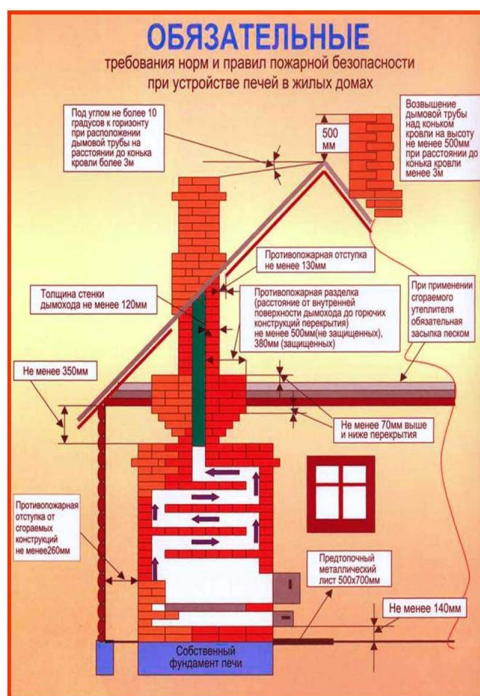 ОБЯЗАТЕЛЬНЫЕ
требования норм и правил пожарной безопасности
при устройстве печей в жилых домах
Под углом не более 10
градусов к горизонту
при расположении
дымовой трубы на
расстоянии до конька
кровли более 3м
500
мм
Возвышение
дымовой трубы
над коньком
кровли на высоту
не менее 500мм
при расстоянии до
конька кровли
менее 3м
Противопожарная отступка
не менее 130мм
Толщина стенки
дымохода не менее 120мм
Противопожарная разделка
(расстояние от внутренней
поверхности дымохода до горючих
конструкций перекрытия)
не менее 500мм(не защищенных),
380мм (защищенных)
При применении
сгораемого
утеплителя
обязательная
засыпка песком
Не менее 350мм
Не менее 70мм выше
и ниже перекрытия
Противопожарная
отступка от
сгораемых
конструкций
не менее260мм
Предтопочный
металлический
лист 500х700мм
Не менее 140мм
Собственный
фундамент печи